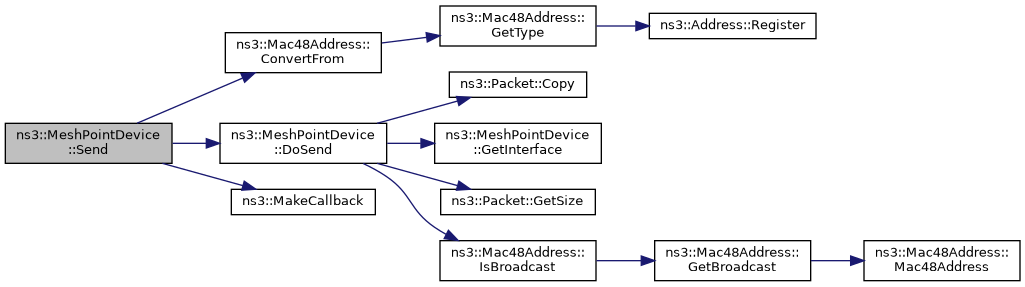 ns3::MeshPointDevice
::Send
ns3::Mac48Address::
ConvertFrom
ns3::Mac48Address::
GetType
ns3::Address::Register
ns3::MeshPointDevice
::DoSend
ns3::Packet::Copy
ns3::MeshPointDevice
::GetInterface
ns3::Packet::GetSize
ns3::Mac48Address::
IsBroadcast
ns3::Mac48Address::
GetBroadcast
ns3::Mac48Address::
Mac48Address
ns3::MakeCallback